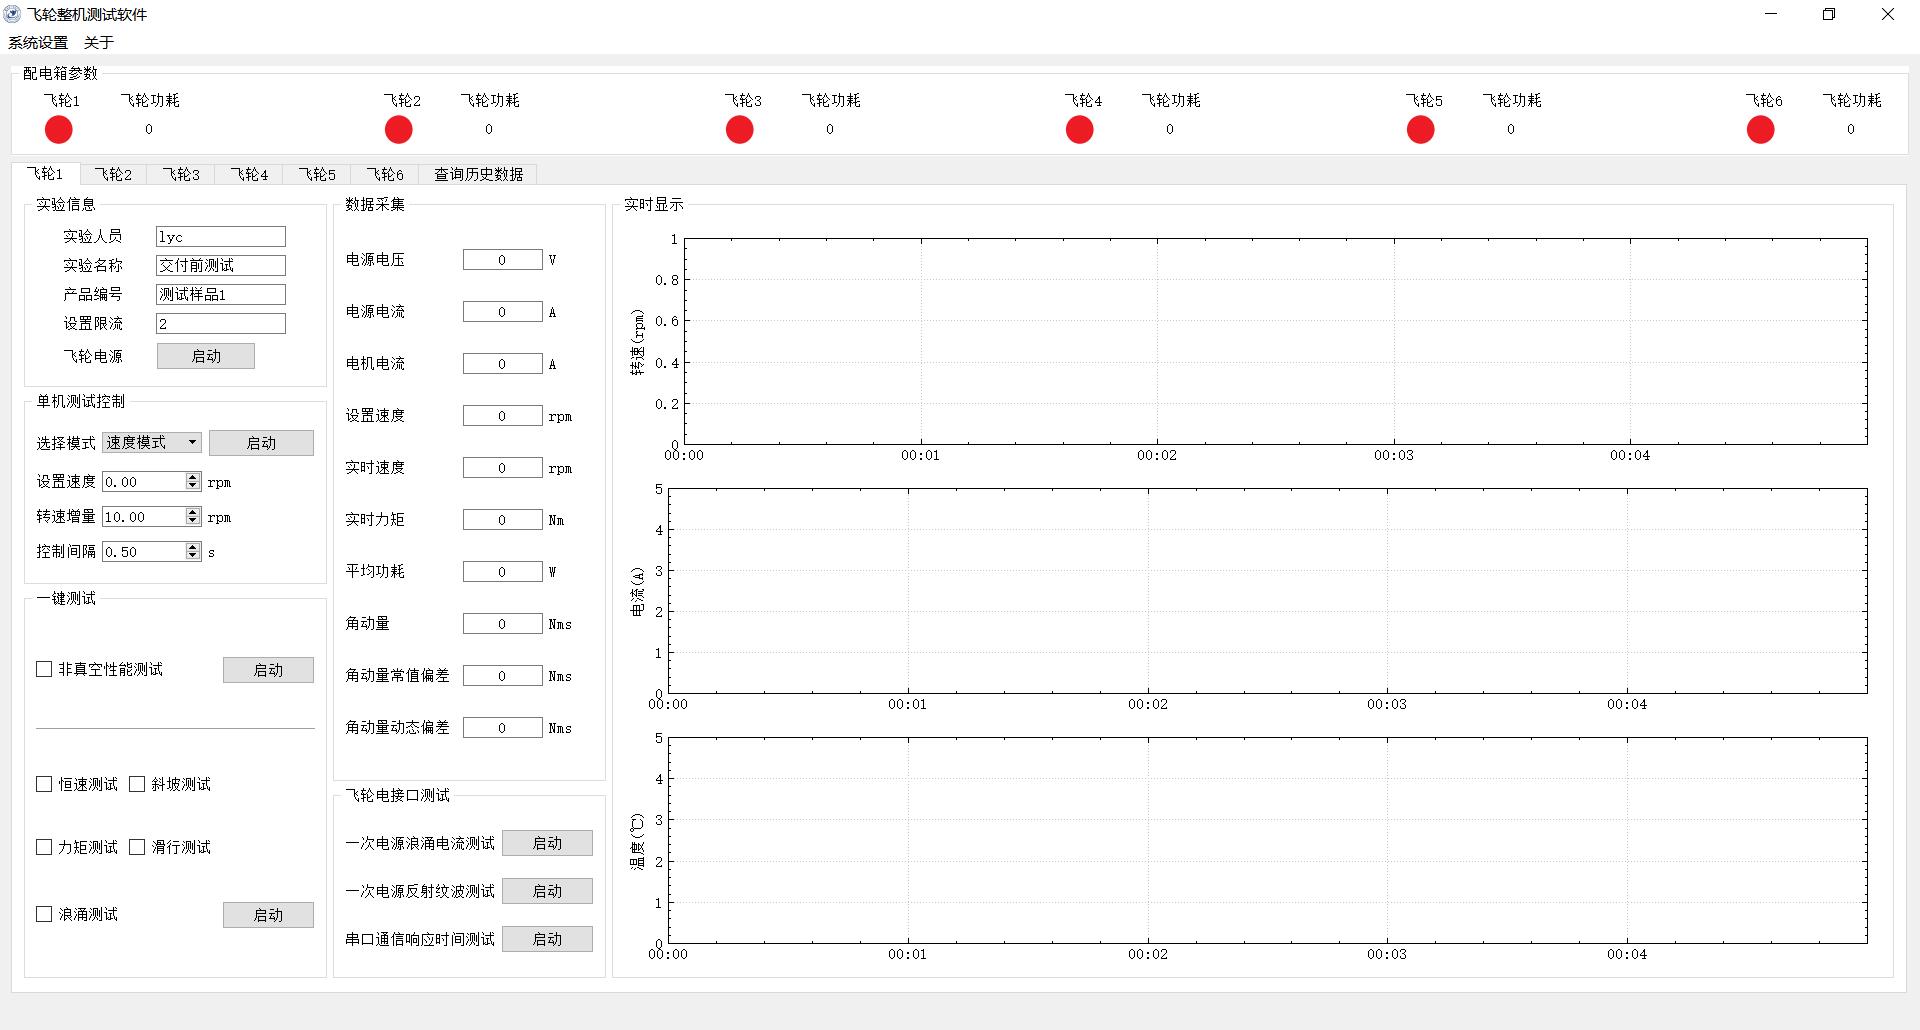 飞轮整机测试软件
系统设置 关于
配电箱参数
飞轮1 飞轮功耗 飞轮2 飞轮功耗 飞轮3 飞轮功耗 飞轮4 飞轮功耗 飞轮5 飞轮功耗 飞轮6 飞轮功耗
0 0 0 0 0 0
飞轮1 飞轮2 飞轮3 飞轮4 飞轮5 飞轮6 查询历史数据
实验信息
实验人员 lyc
实验名称 交付前测试
产品编号 测试样品1
设置限流 2
飞轮电源 启动
单机测试控制
选择模式 速度模式 启动
设置速度 0.00 rpm
转速增量 10.00 rpm
控制间隔 0.50 s
一键测试
非真空性能测试 启动
恒速测试 斜坡测试
力矩测试 滑行测试
浪涌测试 启动
数据采集
电源电压 0 V
电源电流 0 A
电机电流 0 A
设置速度 0 rpm
实时速度 0 rpm
实时力矩 0 Nm
平均功耗 0 W
角动量 0 Nms
角动量常值偏差 0 Nms
角动量动态偏差 0 Nms
飞轮电接口测试
一次电源浪涌电流测试 启动
一次电源反射纹波测试 启动
串口通信响应时间测试 启动
实时显示
转速(rpm)
1
0.8
0.6
0.4
0.2
0
00:00 00:01 00:02 00:03 00:04
电流(A)
5
4
3
2
1
0
00:00 00:01 00:02 00:03 00:04
温度(℃)
5
4
3
2
1
0
00:00 00:01 00:02 00:03 00:04